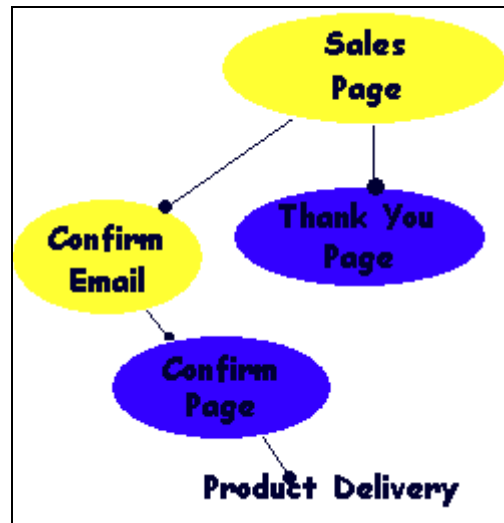 Sales
Page
Thank You
Page
Confirm
Email
Confirm
Page
Product Delivery